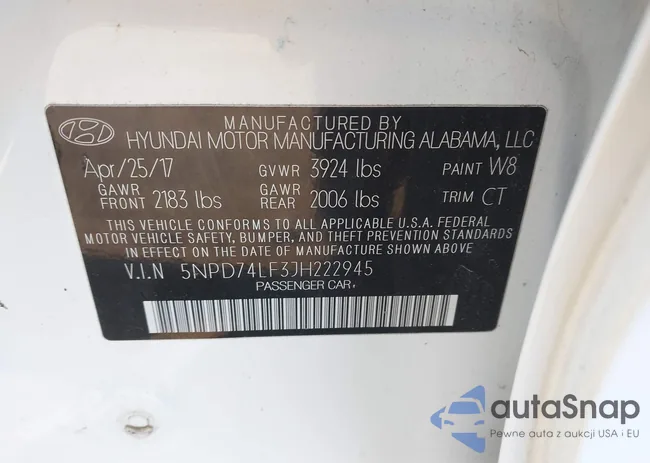 MANUFACTURED BY
HYUNDAI MOTOR MANUFACTURING ALABAMA, LLC
Apr/25/17 GVWR 3924 lbs PAINT W8
GAWR FRONT 2183 lbs GAWR REAR 2006 lbs TRIM CT
THIS VEHICLE CONFORMS TO ALL APPLICABLE U.S.A. FEDERAL
MOTOR VEHICLE SAFETY, BUMPER, AND THEFT PREVENTION STANDARDS
IN EFFECT ON THE DATE OF MANUFACTURE SHOWN ABOVE.
V.I.N 5NPD74LF3JH222945
PASSENGER CAR
autaSnap
Pewne auta z aukcji USA i EU